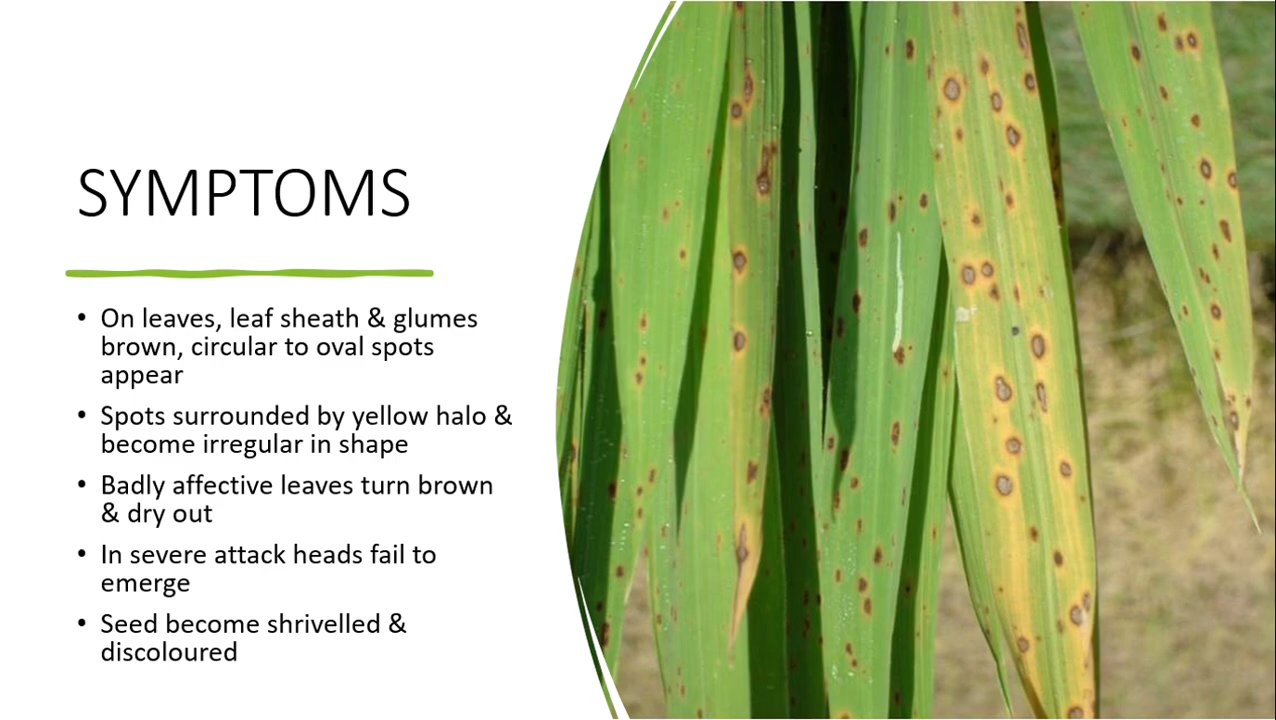 SYMPTOMS
• On leaves, leaf sheath & glumes
brown, circular to oval spots
appear
• Spots surrounded by yellow halo &
become irregular in shape
• Badly affective leaves turn brown
& dry out
• In severe attack heads fail to
emerge
• Seed become shrivelled &
discoloured